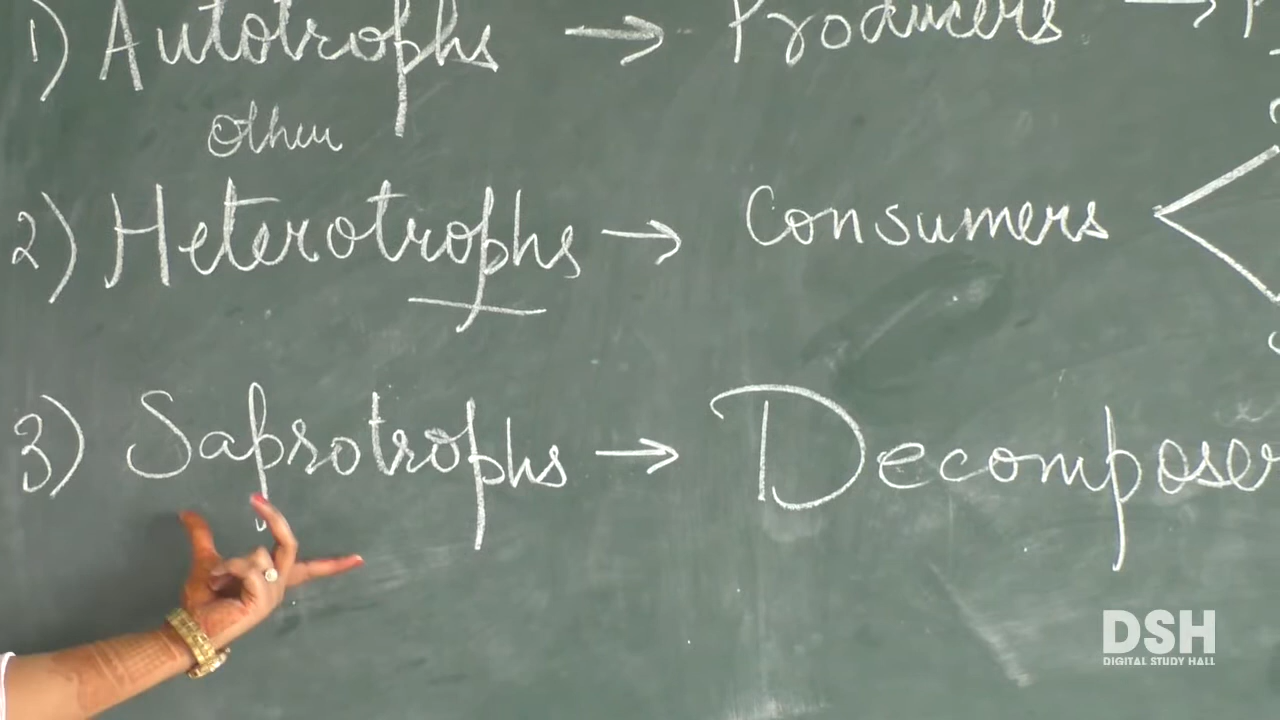 1) Autotrophs → Producers →
other
2) Heterotrophs → Consumers
3) Saprotrophs → Decomposer
DSH
DIGITAL STUDY HALL